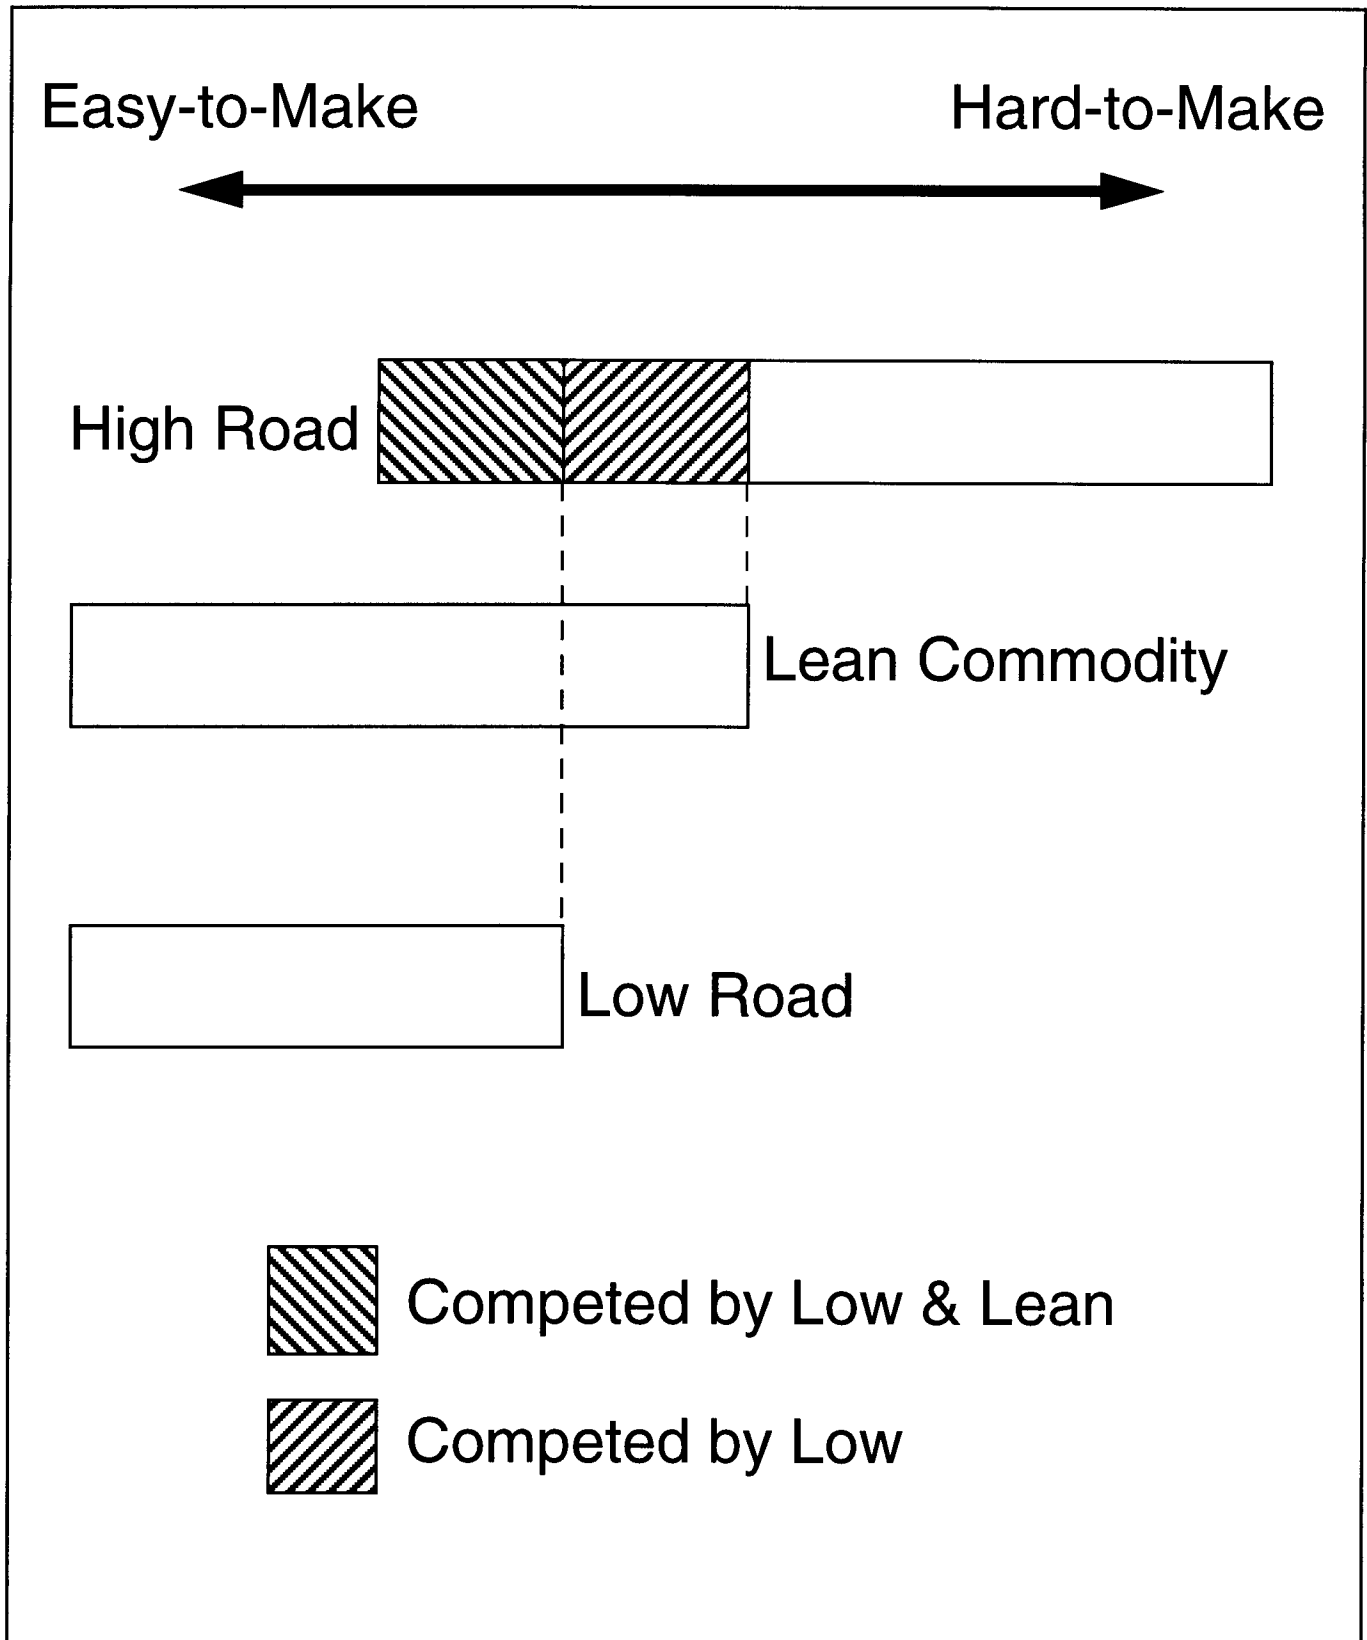 Easy-to-Make
Hard-to-Make
High Road
Lean Commodity
Low Road
Competed by Low & Lean
Competed by Low